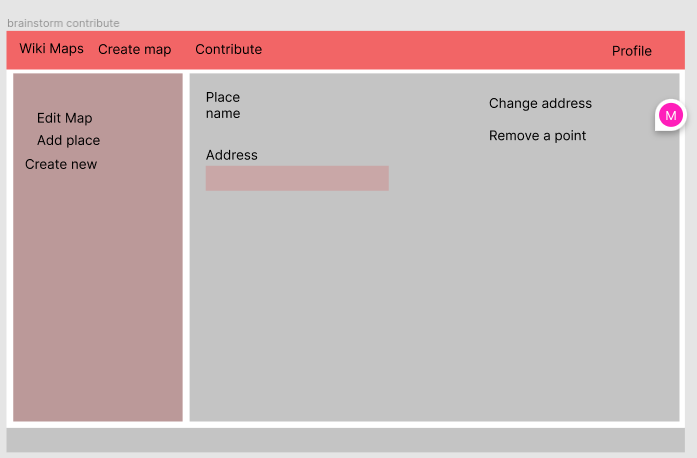 brainstorm contribute
Wiki Maps Create map Contribute Profile
Edit Map
Add place
Create new
Place
name
Address
Change address
Remove a point
M